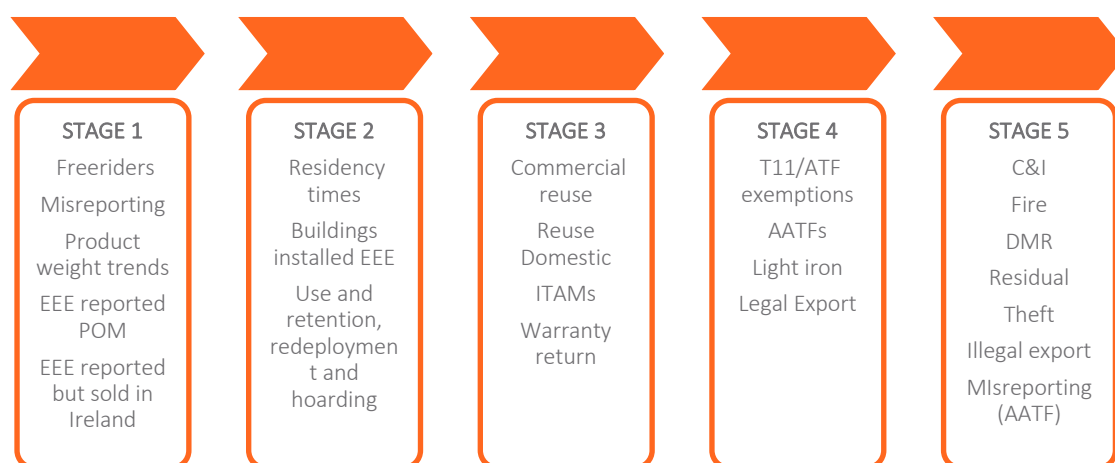 STAGE 1
Freeriders
Misreporting
Product
weight trends
EEE reported
POM
EEE reported
but sold in
Ireland
STAGE 2
Residency
times
Buildings
installed EEE
Use and
retention,
redeploymen
t and
hoarding
STAGE 3
Commercial
reuse
Reuse
Domestic
ITAMs
Warranty
return
STAGE 4
T11/ATF
exemptions
AATFs
Light iron
Legal Export
STAGE 5
C&I
Fire
DMR
Residual
Theft
Illegal export
MIsreporting
(AATF)